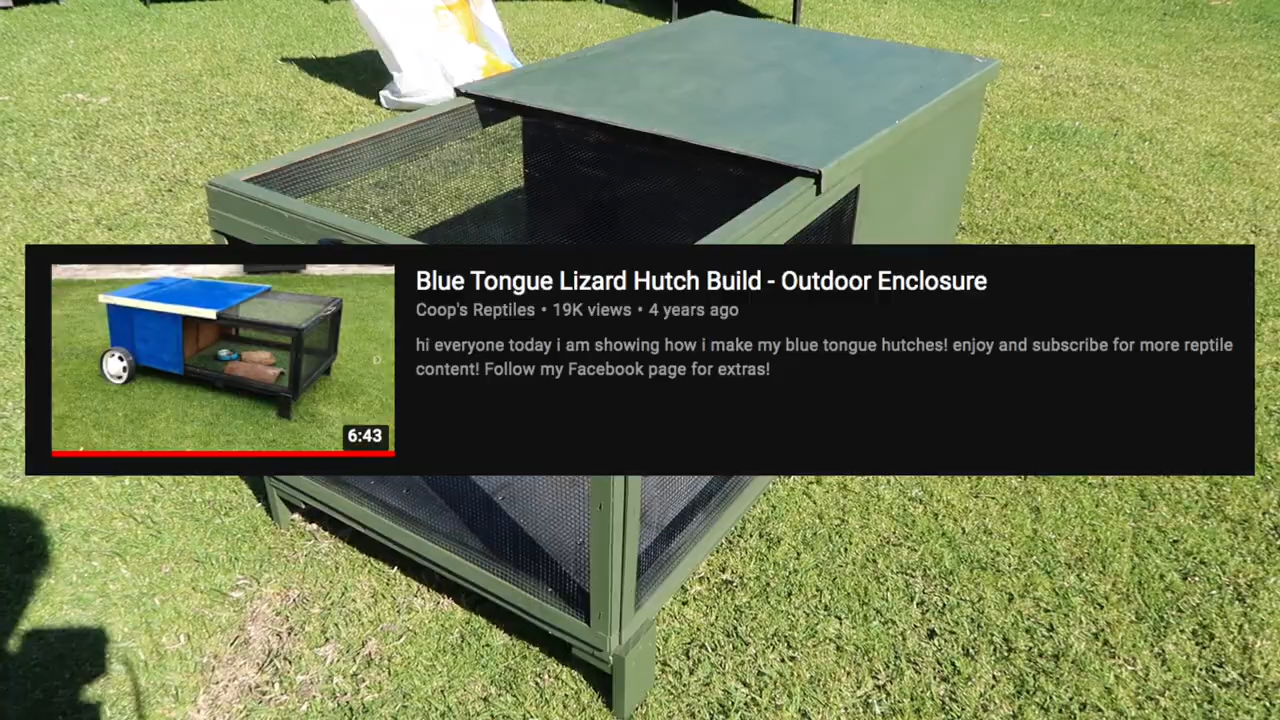 Blue Tongue Lizard Hutch Build - Outdoor Enclosure
Coop's Reptiles • 19K views • 4 years ago
hi everyone today i am showing how i make my blue tongue hutches! enjoy and subscribe for more reptile
content! Follow my Facebook page for extras!
6:43